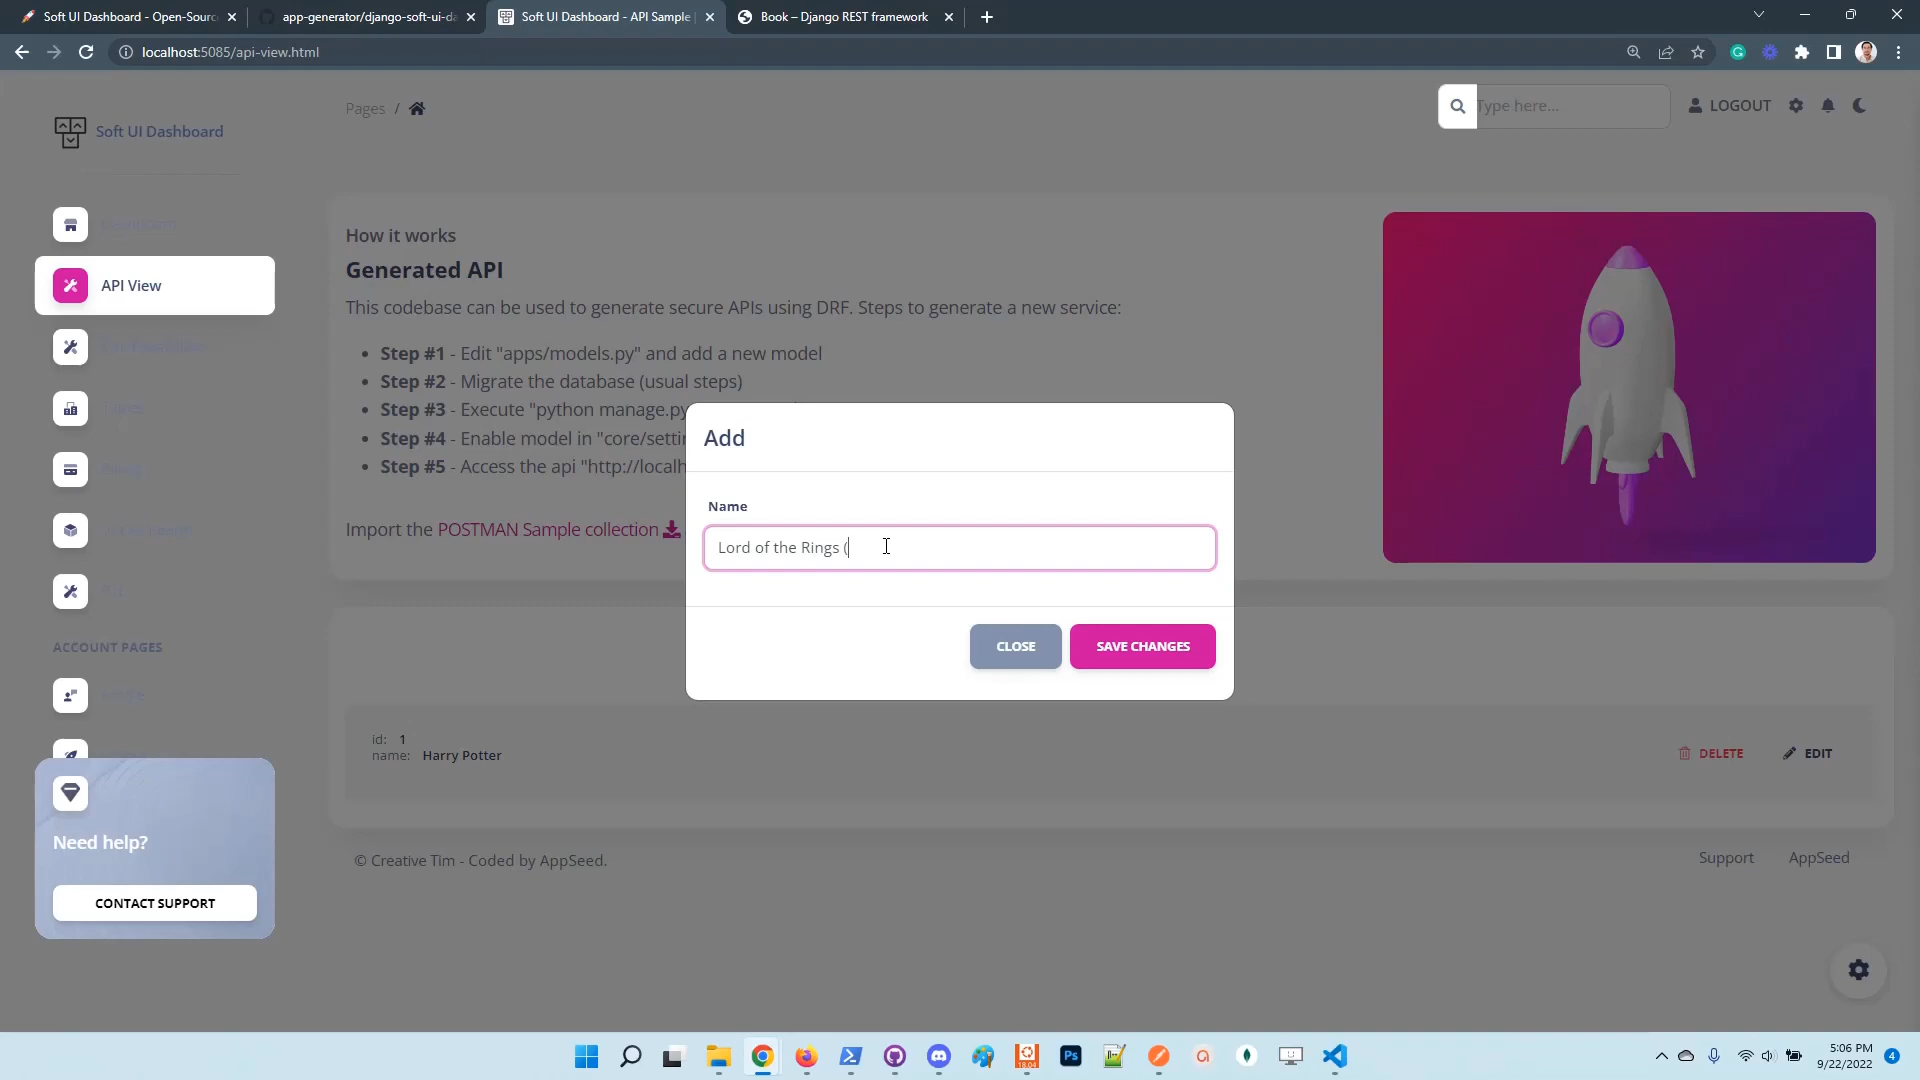 Soft UI Dashboard - Open-Sourc
app-generator/django-soft-ui-da
Soft UI Dashboard - API Sample
Book – Django REST framework
localhost:5085/api-view.html
Soft UI Dashboard
Pages /
Type here...
LOGOUT
API View
ACCOUNT PAGES
Need help?
CONTACT SUPPORT
How it works
Generated API
This codebase can be used to generate secure APIs using DRF. Steps to generate a new service:
Step #1 - Edit "apps/models.py" and add a new model
Step #2 - Migrate the database (usual steps)
Step #3 - Execute "python manage.py
Step #4 - Enable model in "core/setti
Step #5 - Access the api "http://localh
Import the POSTMAN Sample collection
Add
Name
Lord of the Rings (
CLOSE
SAVE CHANGES
id: 1
name: Harry Potter
DELETE
EDIT
© Creative Tim - Coded by AppSeed.
Support
AppSeed
18.04
Ps
5:06 PM
9/22/2022
4